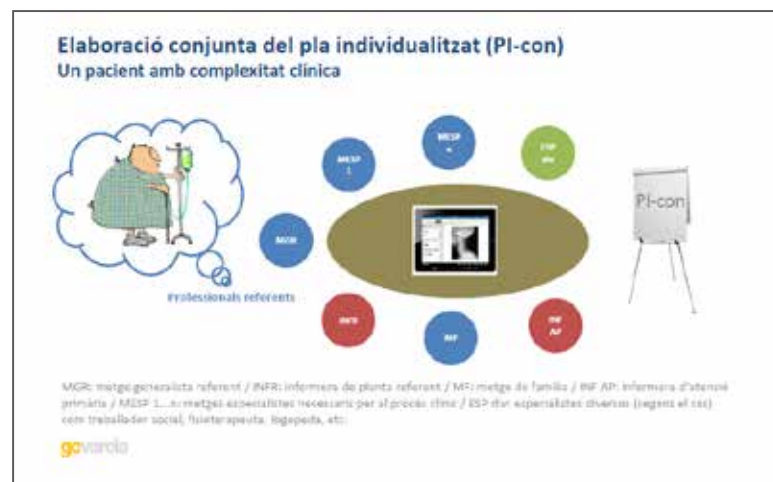 Elaboració conjunta del pla individualitzat (PI-con)
Un pacient amb complexitat clínica
MESP
n
ESP
div
MESP
1
PI-con
MGR
Professionals referents
INFR
MF
INF
AP
MGR: metge generalista referent / INFR: infermera de planta referent / MF: metge de família / INF AP: infermera d'atenció
primària / MESP 1...n: metges especialistes necessaris per al procés clínic / ESP div: especialistes diversos (segons el cas)
com treballador social, fisioterapeuta, logopeda, etc.
gcvarela